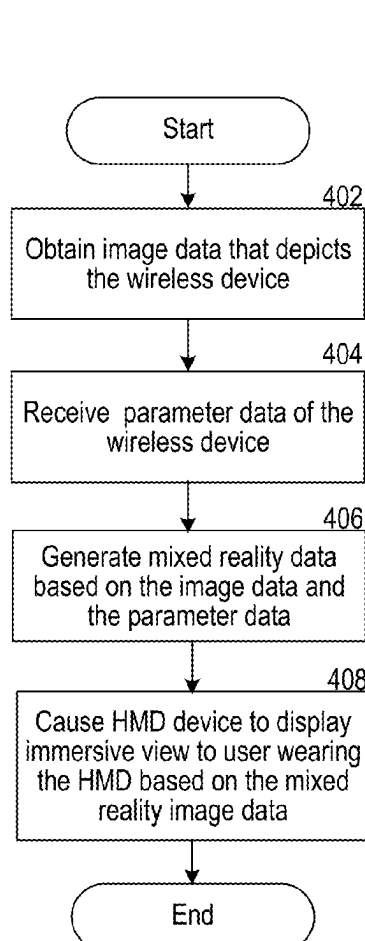 Start
402
Obtain image data that depicts
the wireless device
404
Receive parameter data of the
wireless device
406
Generate mixed reality data
based on the image data and
the parameter data
408
Cause HMD device to display
immersive view to user wearing
the HMD based on the mixed
reality image data
End